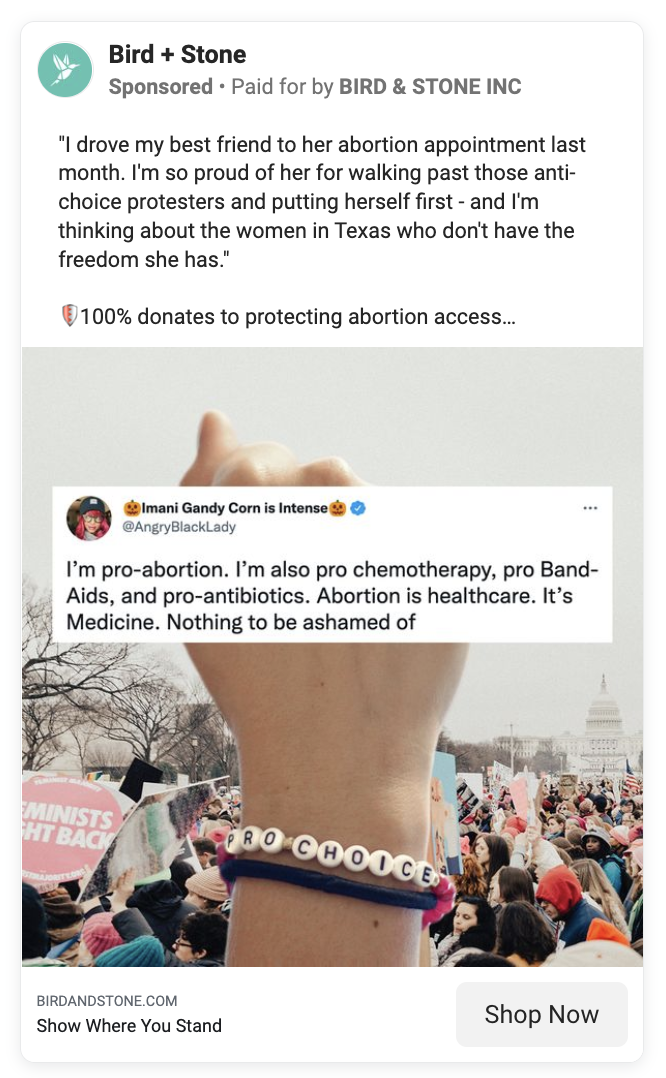 Bird + Stone
Sponsored • Paid for by BIRD & STONE INC
"I drove my best friend to her abortion appointment last
month. I'm so proud of her for walking past those anti-
choice protesters and putting herself first - and I'm
thinking about the women in Texas who don't have the
freedom she has."
🛡️100% donates to protecting abortion access...
🎃Imani Gandy Corn is Intense🎃
@AngryBlackLady
I'm pro-abortion. I'm also pro chemotherapy, pro Band-
Aids, and pro-antibiotics. Abortion is healthcare. It's
Medicine. Nothing to be ashamed of
MINISTS
HT BACK
PRO CHOICE
BIRDANDSTONE.COM
Show Where You Stand
Shop Now